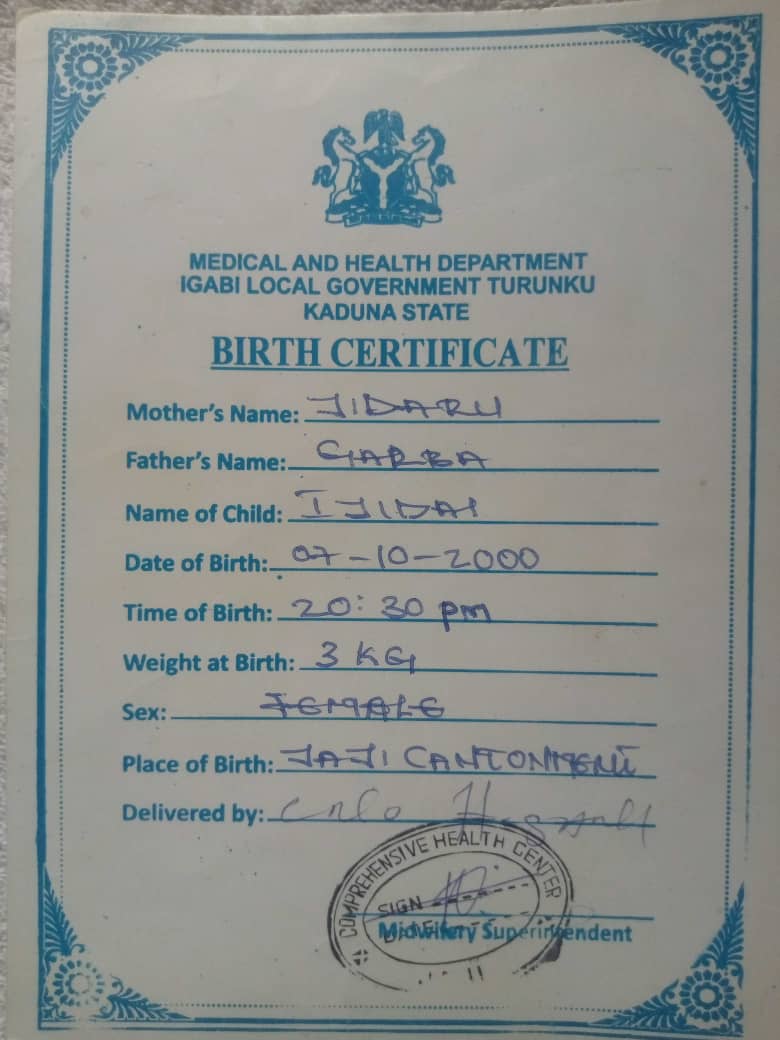 MEDICAL AND HEALTH DEPARTMENT
IGABI LOCAL GOVERNMENT TURUNKU
KADUNA STATE
BIRTH CERTIFICATE
Mother's Name: JIDARU
Father's Name: GARBA
Name of Child: IJIDAI
Date of Birth: 07-10-2000
Time of Birth: 20:30 pm
Weight at Birth: 3 KG
Sex: FEMALE
Place of Birth: JAJI CANTONMENT
Delivered by:
COMPREHENSIVE HEALTH CENTER
SIGN
DATE
Midwifery Superintendent